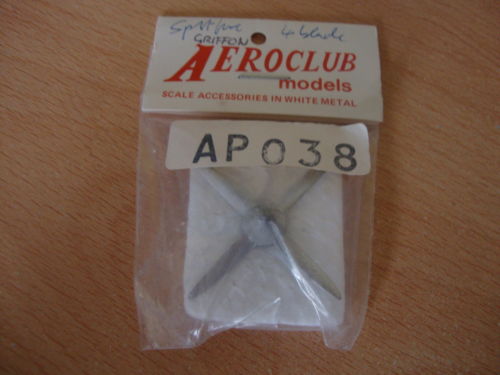 Spitfire 4 blade
GRIFFON
AEROCLUB
models
SCALE ACCESSORIES IN WHITE METAL
AP038